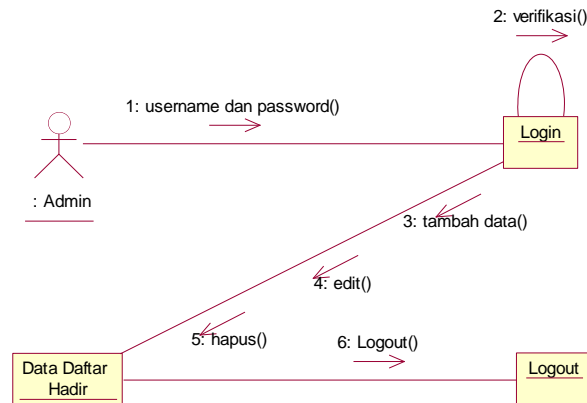 2: verifikasi()
1: username dan password()
Login
: Admin
3: tambah data()
4: edit()
5: hapus()
6: Logout()
Data Daftar
Hadir
Logout